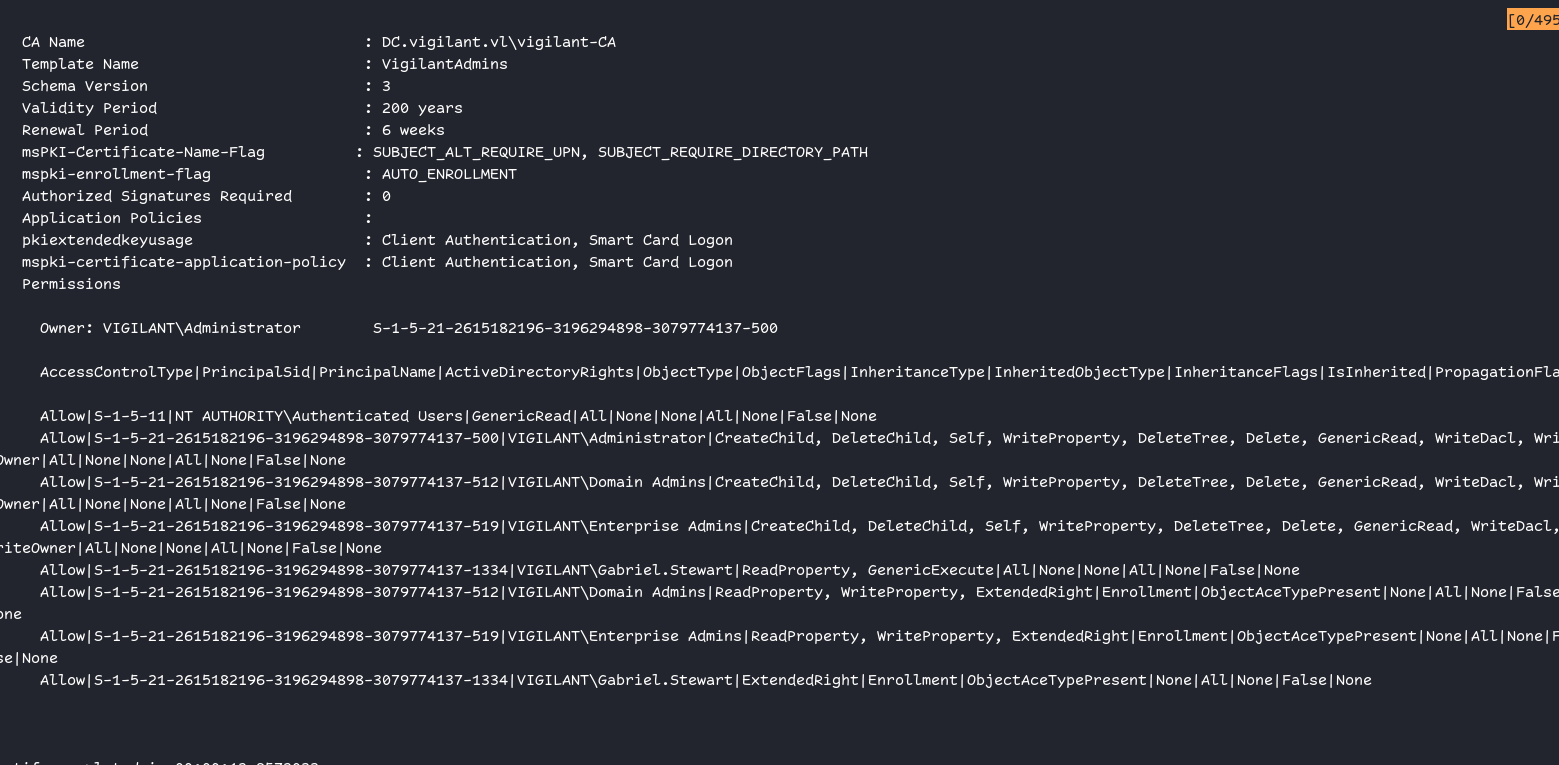 [0/495
CA Name : DC.vigilant.vl\vigilant-CA
Template Name : VigilantAdmins
Schema Version : 3
Validity Period : 200 years
Renewal Period : 6 weeks
msPKI-Certificate-Name-Flag : SUBJECT_ALT_REQUIRE_UPN, SUBJECT_REQUIRE_DIRECTORY_PATH
mspki-enrollment-flag : AUTO_ENROLLMENT
Authorized Signatures Required : 0
Application Policies :
pkiextendedkeyusage : Client Authentication, Smart Card Logon
mspki-certificate-application-policy : Client Authentication, Smart Card Logon
Permissions
Owner: VIGILANT\Administrator S-1-5-21-2615182196-3196294898-3079774137-500
AccessControlType|PrincipalSid|PrincipalName|ActiveDirectoryRights|ObjectType|ObjectFlags|InheritanceType|InheritedObjectType|InheritanceFlags|IsInherited|PropagationFla
Allow|S-1-5-11|NT AUTHORITY\Authenticated Users|GenericRead|All|None|None|All|None|False|None
Allow|S-1-5-21-2615182196-3196294898-3079774137-500|VIGILANT\Administrator|CreateChild, DeleteChild, Self, WriteProperty, DeleteTree, Delete, GenericRead, WriteDacl, Wri
Owner|All|None|None|All|None|False|None
Allow|S-1-5-21-2615182196-3196294898-3079774137-512|VIGILANT\Domain Admins|CreateChild, DeleteChild, Self, WriteProperty, DeleteTree, Delete, GenericRead, WriteDacl, Wri
Owner|All|None|None|All|None|False|None
Allow|S-1-5-21-2615182196-3196294898-3079774137-519|VIGILANT\Enterprise Admins|CreateChild, DeleteChild, Self, WriteProperty, DeleteTree, Delete, GenericRead, WriteDacl,
riteOwner|All|None|None|All|None|False|None
Allow|S-1-5-21-2615182196-3196294898-3079774137-1334|VIGILANT\Gabriel.Stewart|ReadProperty, GenericExecute|All|None|None|All|None|False|None
Allow|S-1-5-21-2615182196-3196294898-3079774137-512|VIGILANT\Domain Admins|ReadProperty, WriteProperty, ExtendedRight|Enrollment|ObjectAceTypePresent|None|All|None|False
one
Allow|S-1-5-21-2615182196-3196294898-3079774137-519|VIGILANT\Enterprise Admins|ReadProperty, WriteProperty, ExtendedRight|Enrollment|ObjectAceTypePresent|None|All|None|F
se|None
Allow|S-1-5-21-2615182196-3196294898-3079774137-1334|VIGILANT\Gabriel.Stewart|ExtendedRight|Enrollment|ObjectAceTypePresent|None|All|None|False|None